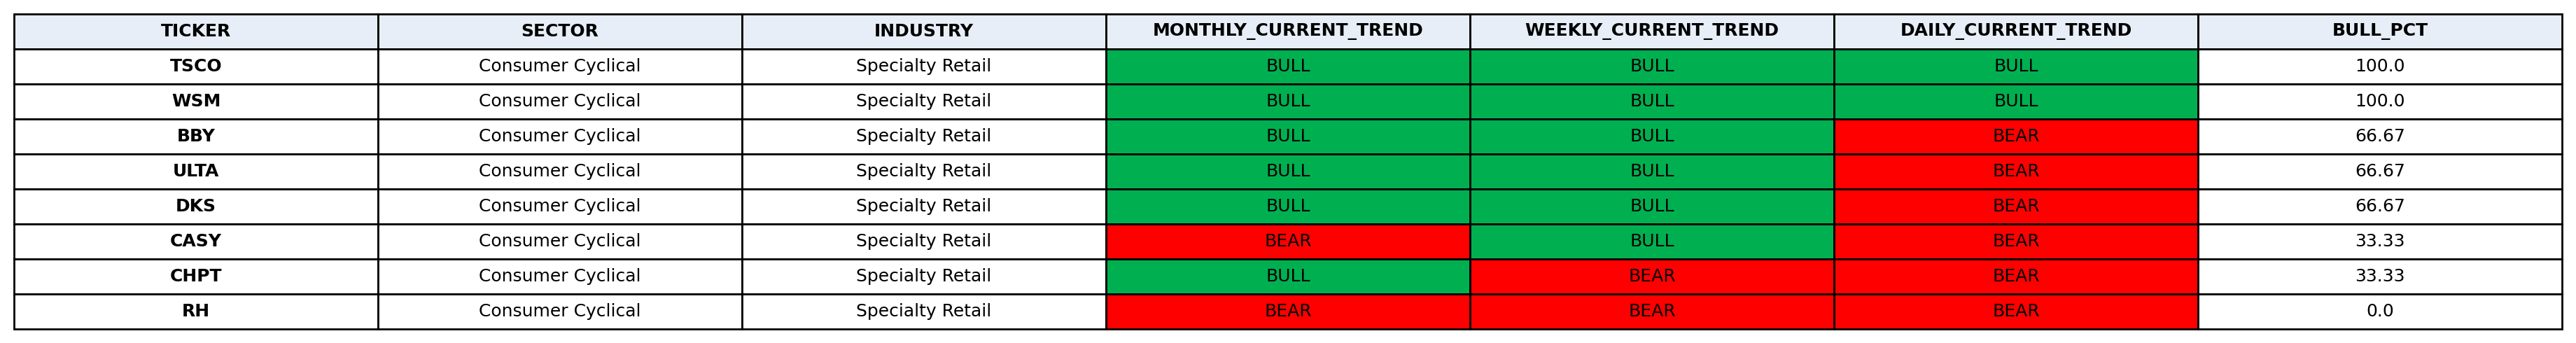 TICKER SECTOR INDUSTRY MONTHLY_CURRENT_TREND WEEKLY_CURRENT_TREND DAILY_CURRENT_TREND BULL_PCT
TSCO Consumer Cyclical Specialty Retail BULL BULL BULL 100.0
WSM Consumer Cyclical Specialty Retail BULL BULL BULL 100.0
BBY Consumer Cyclical Specialty Retail BULL BULL BEAR 66.67
ULTA Consumer Cyclical Specialty Retail BULL BULL BEAR 66.67
DKS Consumer Cyclical Specialty Retail BULL BULL BEAR 66.67
CASY Consumer Cyclical Specialty Retail BEAR BULL BEAR 33.33
CHPT Consumer Cyclical Specialty Retail BULL BEAR BEAR 33.33
RH Consumer Cyclical Specialty Retail BEAR BEAR BEAR 0.0